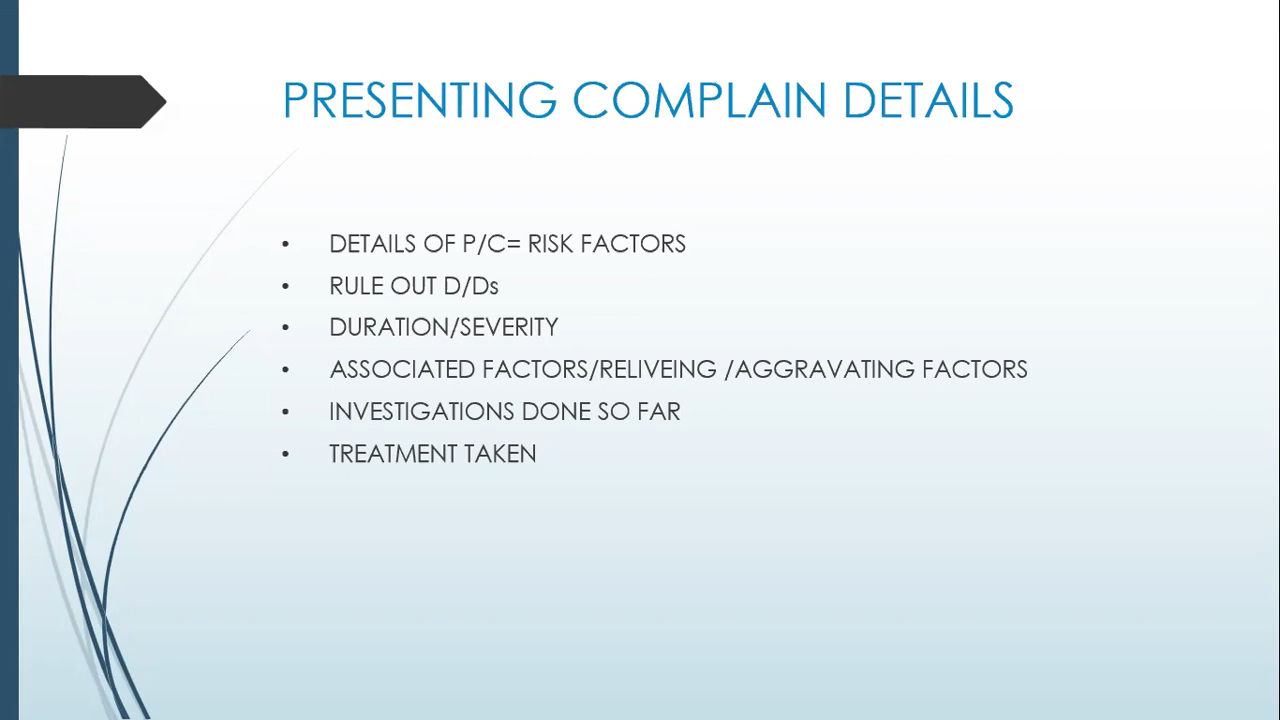 PRESENTING COMPLAIN DETAILS
• DETAILS OF P/C= RISK FACTORS
• RULE OUT D/Ds
• DURATION/SEVERITY
• ASSOCIATED FACTORS/RELIVEING /AGGRAVATING FACTORS
• INVESTIGATIONS DONE SO FAR
• TREATMENT TAKEN